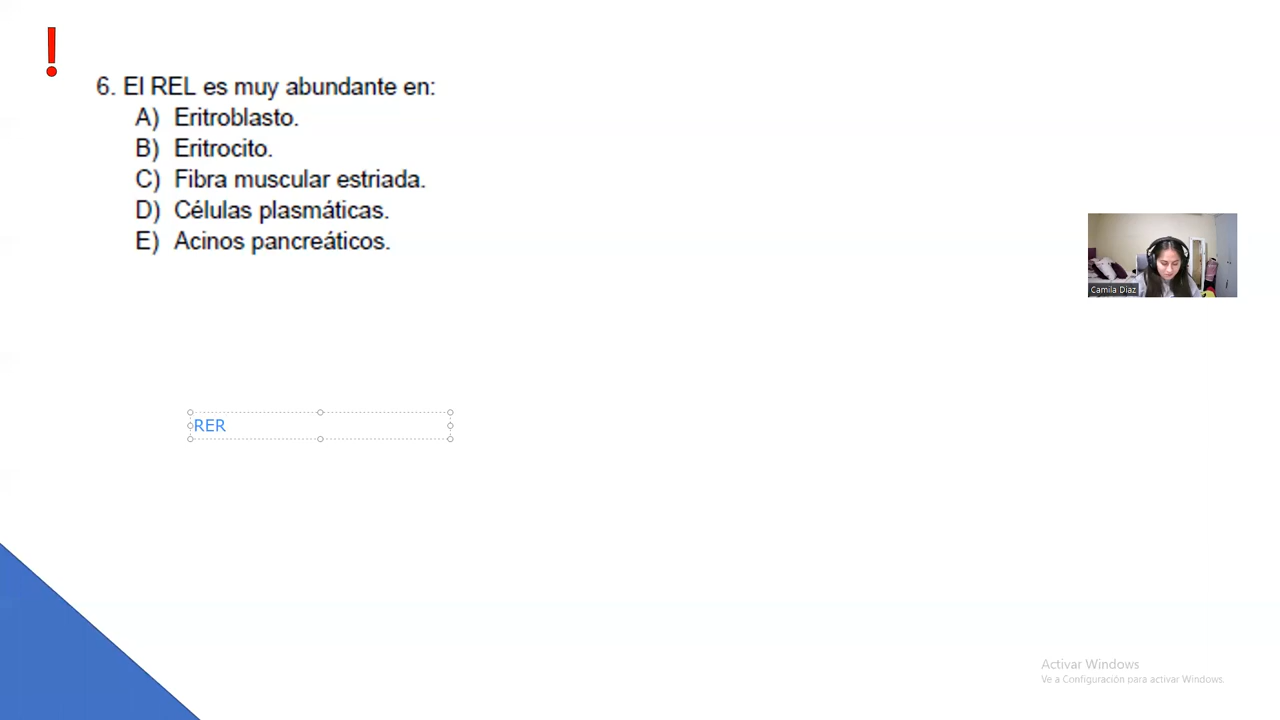 6. El REL es muy abundante en:
A) Eritroblasto.
B) Eritrocito.
C) Fibra muscular estriada.
D) Células plasmáticas.
E) Acinos pancreáticos.
Camila Díaz
RER
Activar Windows
Ve a Configuración para activar Windows.